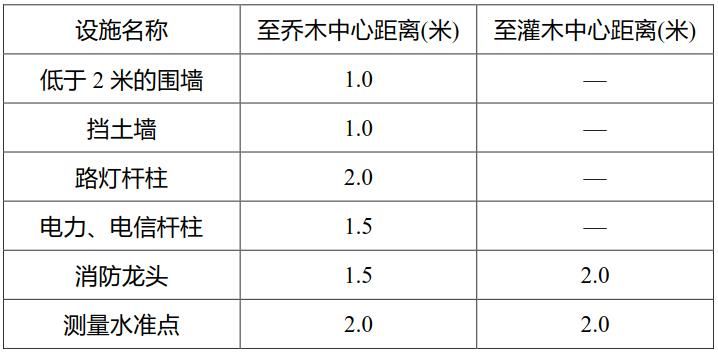 设施名称 至乔木中心距离(米) 至灌木中心距离(米)
低于 2 米的围墙 1.0 —
挡土墙 1.0 —
路灯杆柱 2.0 —
电力、电信杆柱 1.5 —
消防龙头 1.5 2.0
测量水准点 2.0 2.0